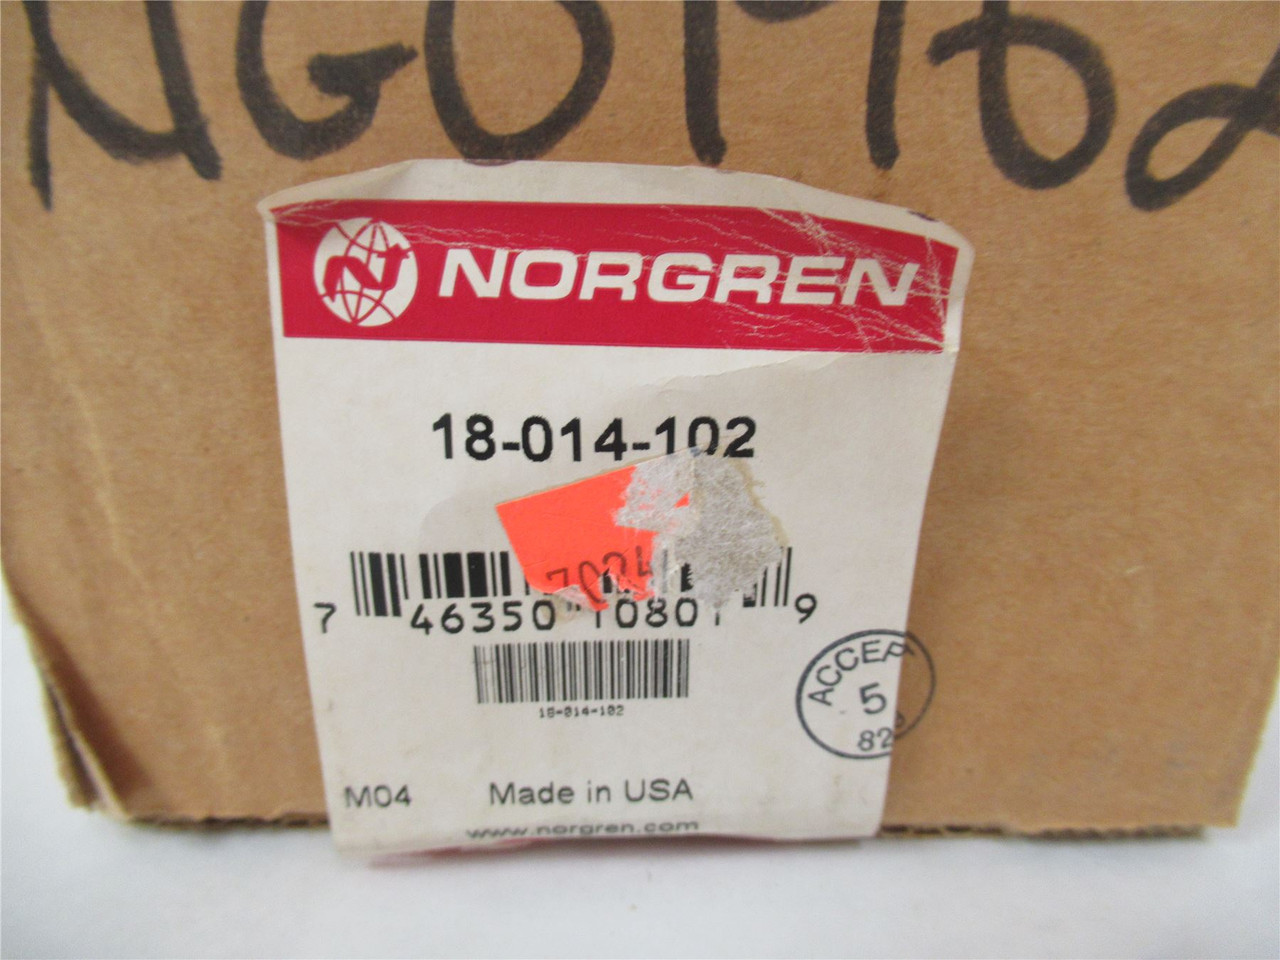 NORGREN
18-014-102
7 46350 10801 9
18-014-102
ACCEP
5
82
M04 Made in USA
www.norgren.com